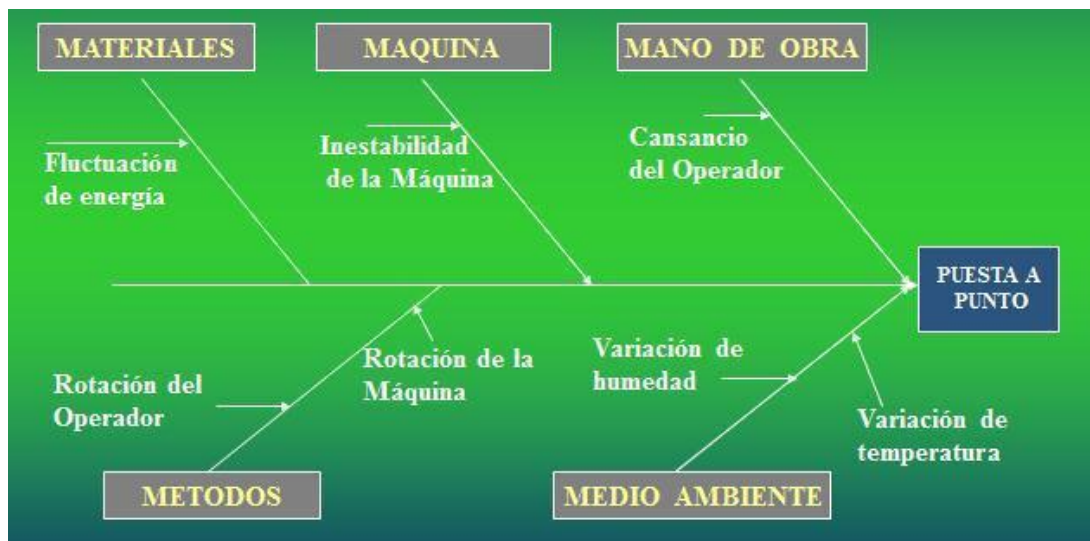 MATERIALES
MAQUINA
MANO DE OBRA
Fluctuación
de energía
Inestabilidad
de la Máquina
Cansancio
del Operador
PUESTA A
PUNTO
Rotación del
Operador
Rotación de la
Máquina
Variación de
humedad
Variación de
temperatura
METODOS
MEDIO AMBIENTE